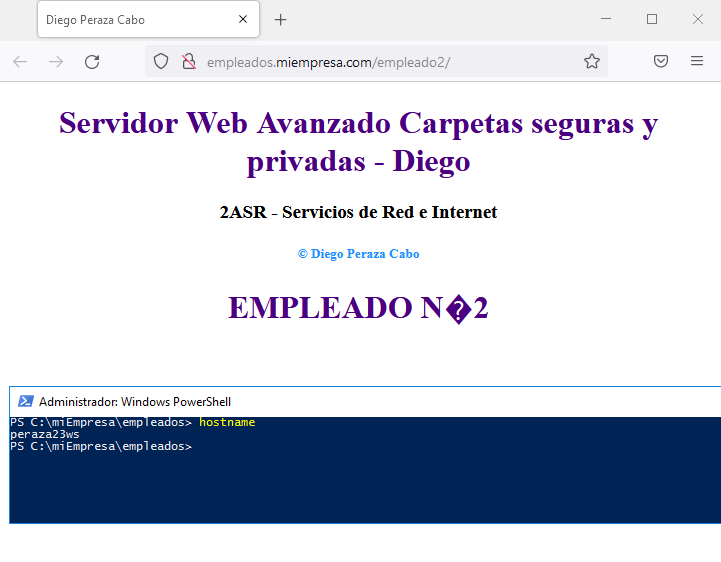 Diego Peraza Cabo
empleados.miempresa.com/empleado2/
Servidor Web Avanzado Carpetas seguras y
privadas - Diego
2ASR - Servicios de Red e Internet
© Diego Peraza Cabo
EMPLEADO N�2
Administrador: Windows PowerShell
PS C:\miEmpresa\empleados> hostname
peraza23ws
PS C:\miEmpresa\empleados>